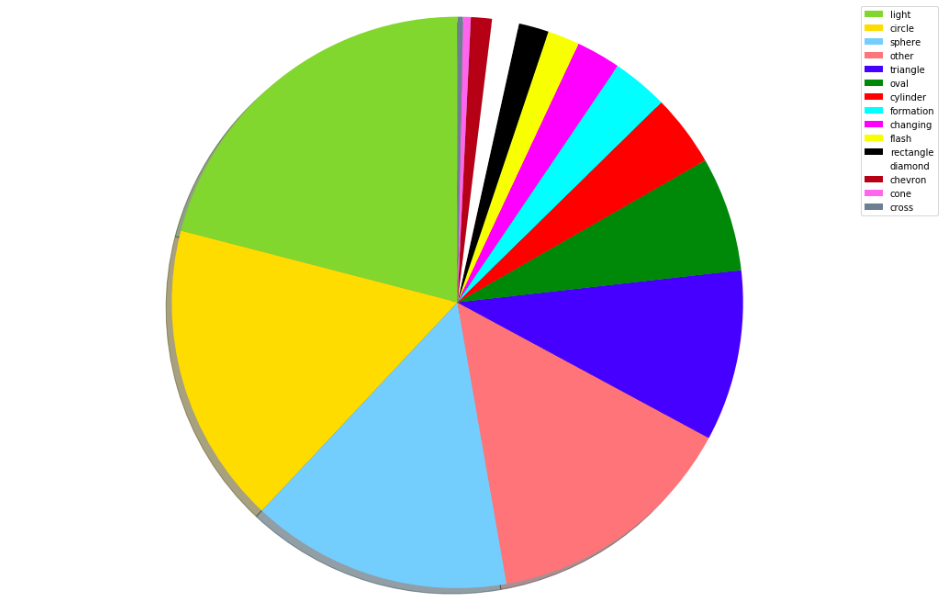 light
circle
sphere
other
triangle
oval
cylinder
formation
changing
flash
rectangle
diamond
chevron
cone
cross